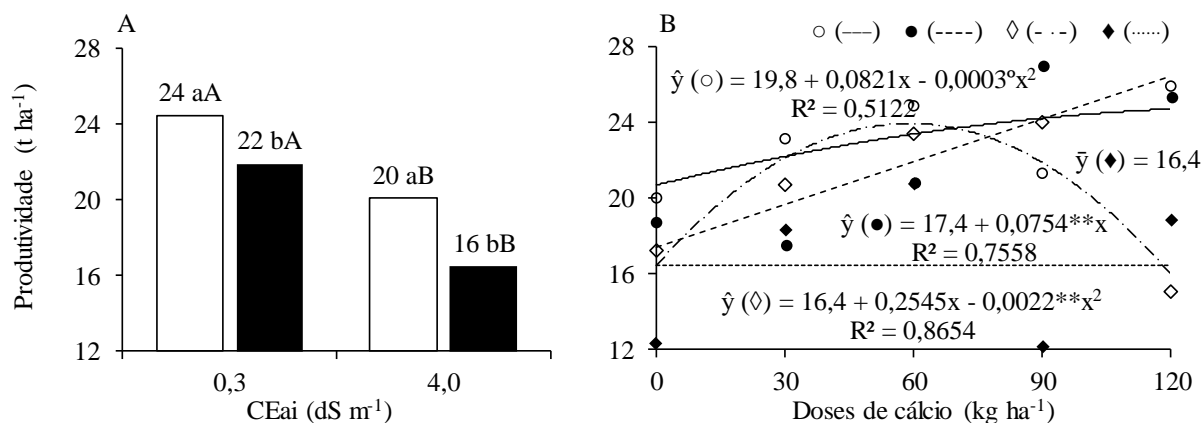 A
28
24
20
16
12
Produtividade (t ha⁻¹)
24 aA
22 bA
20 aB
16 bB
0,3
4,0
CEai (dS m⁻¹)
B
28
24
20
16
12
○ (—) ● (----) ◊ (- · -) ♦ (......)
ŷ (○) = 19,8 + 0,0821x - 0,0003ºx²
R² = 0,5122
ȳ (♦) = 16,4
ŷ (●) = 17,4 + 0,0754**x
R² = 0,7558
ŷ (◊) = 16,4 + 0,2545x - 0,0022**x²
R² = 0,8654
0 30 60 90 120
Doses de cálcio (kg ha⁻¹)